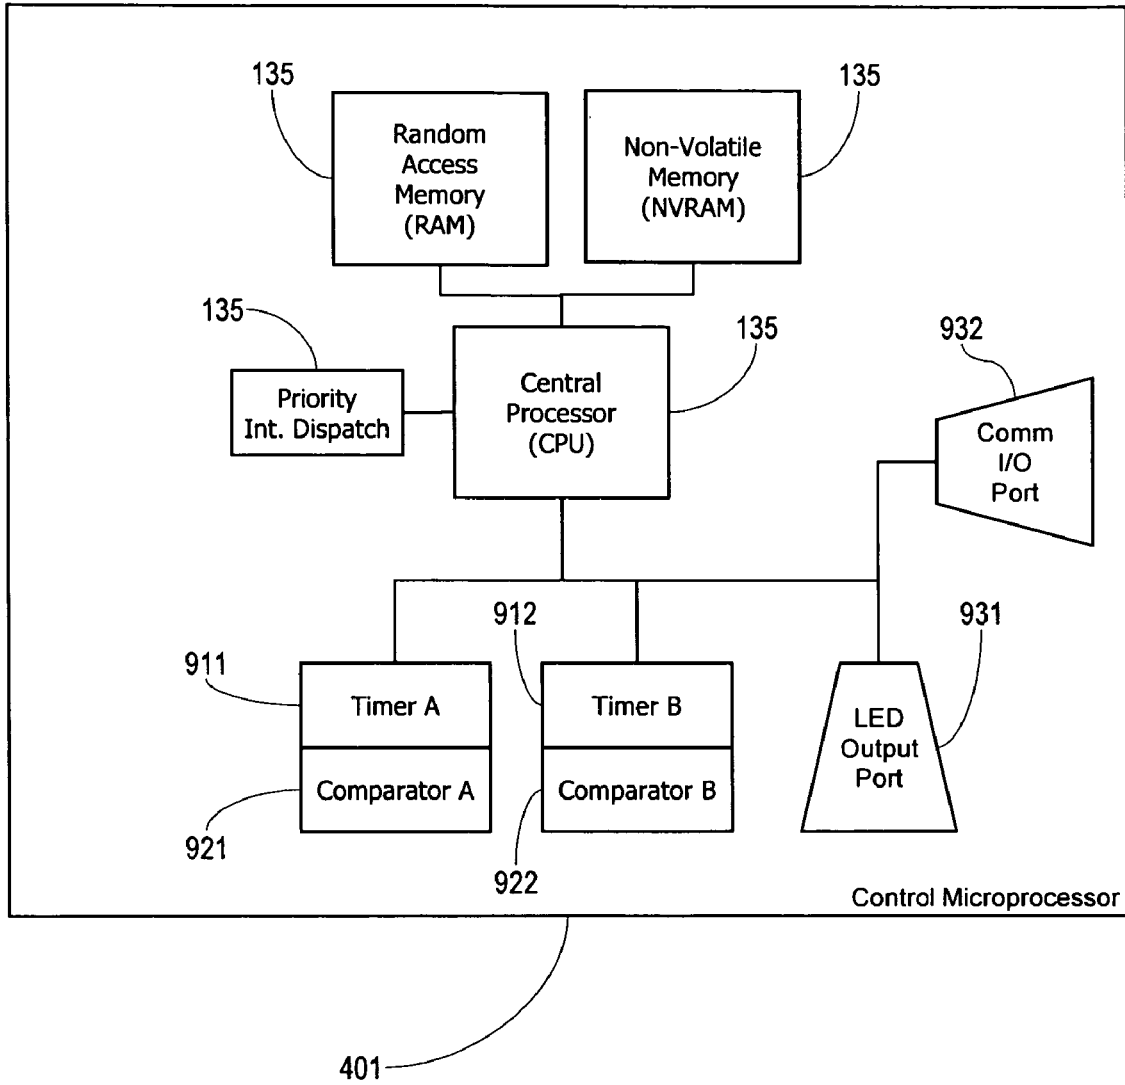 135
135
Random
Access
Memory
(RAM)
Non-Volatile
Memory
(NVRAM)
135
135
932
Priority
Int. Dispatch
Central
Processor
(CPU)
Comm
I/O
Port
911
912
931
Timer A
Timer B
LED
Output
Port
Comparator A
Comparator B
921
922
Control Microprocessor
401